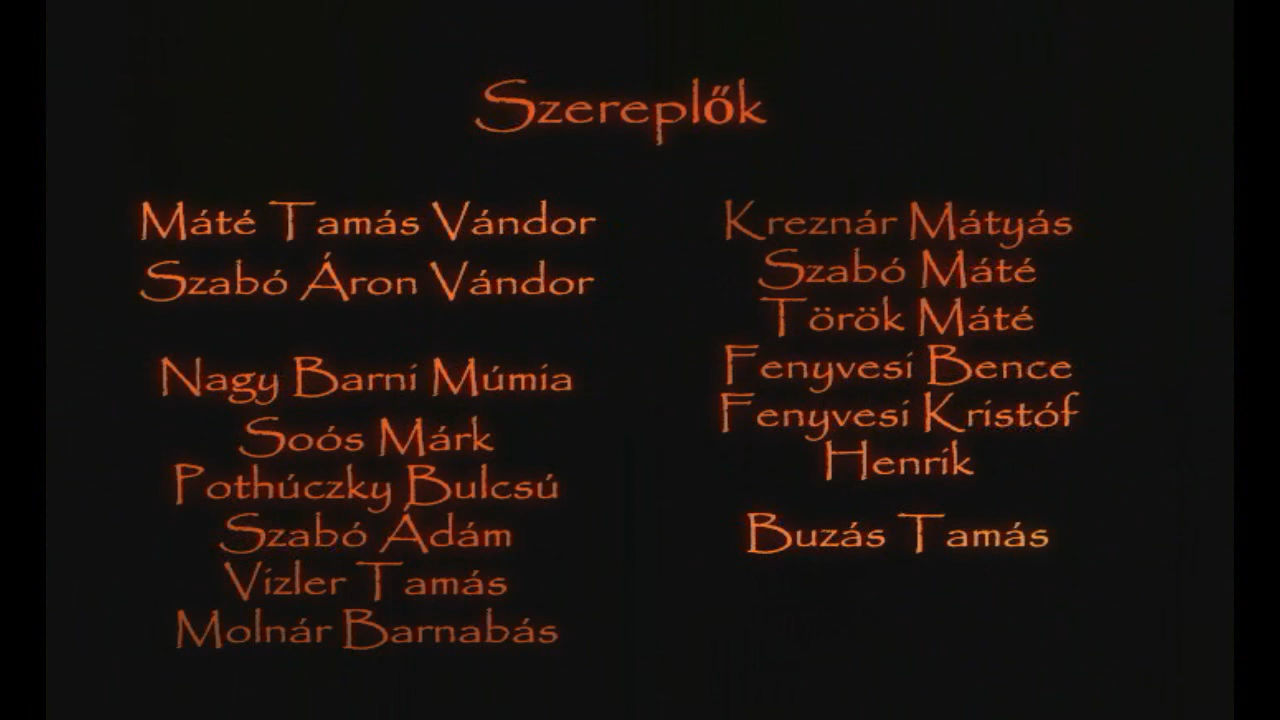 Szereplők
Máté Tamás Vándor
Szabó Áron Vándor
Nagy Barni Múmia
Soós Márk
Pothúczky Bulcsú
Szabó Ádám
Vizler Tamás
Molnár Barnabás
Kreznár Mátyás
Szabó Máté
Török Máté
Fenyvesi Bence
Fenyvesi Kristóf
Henrik
Buzás Tamás